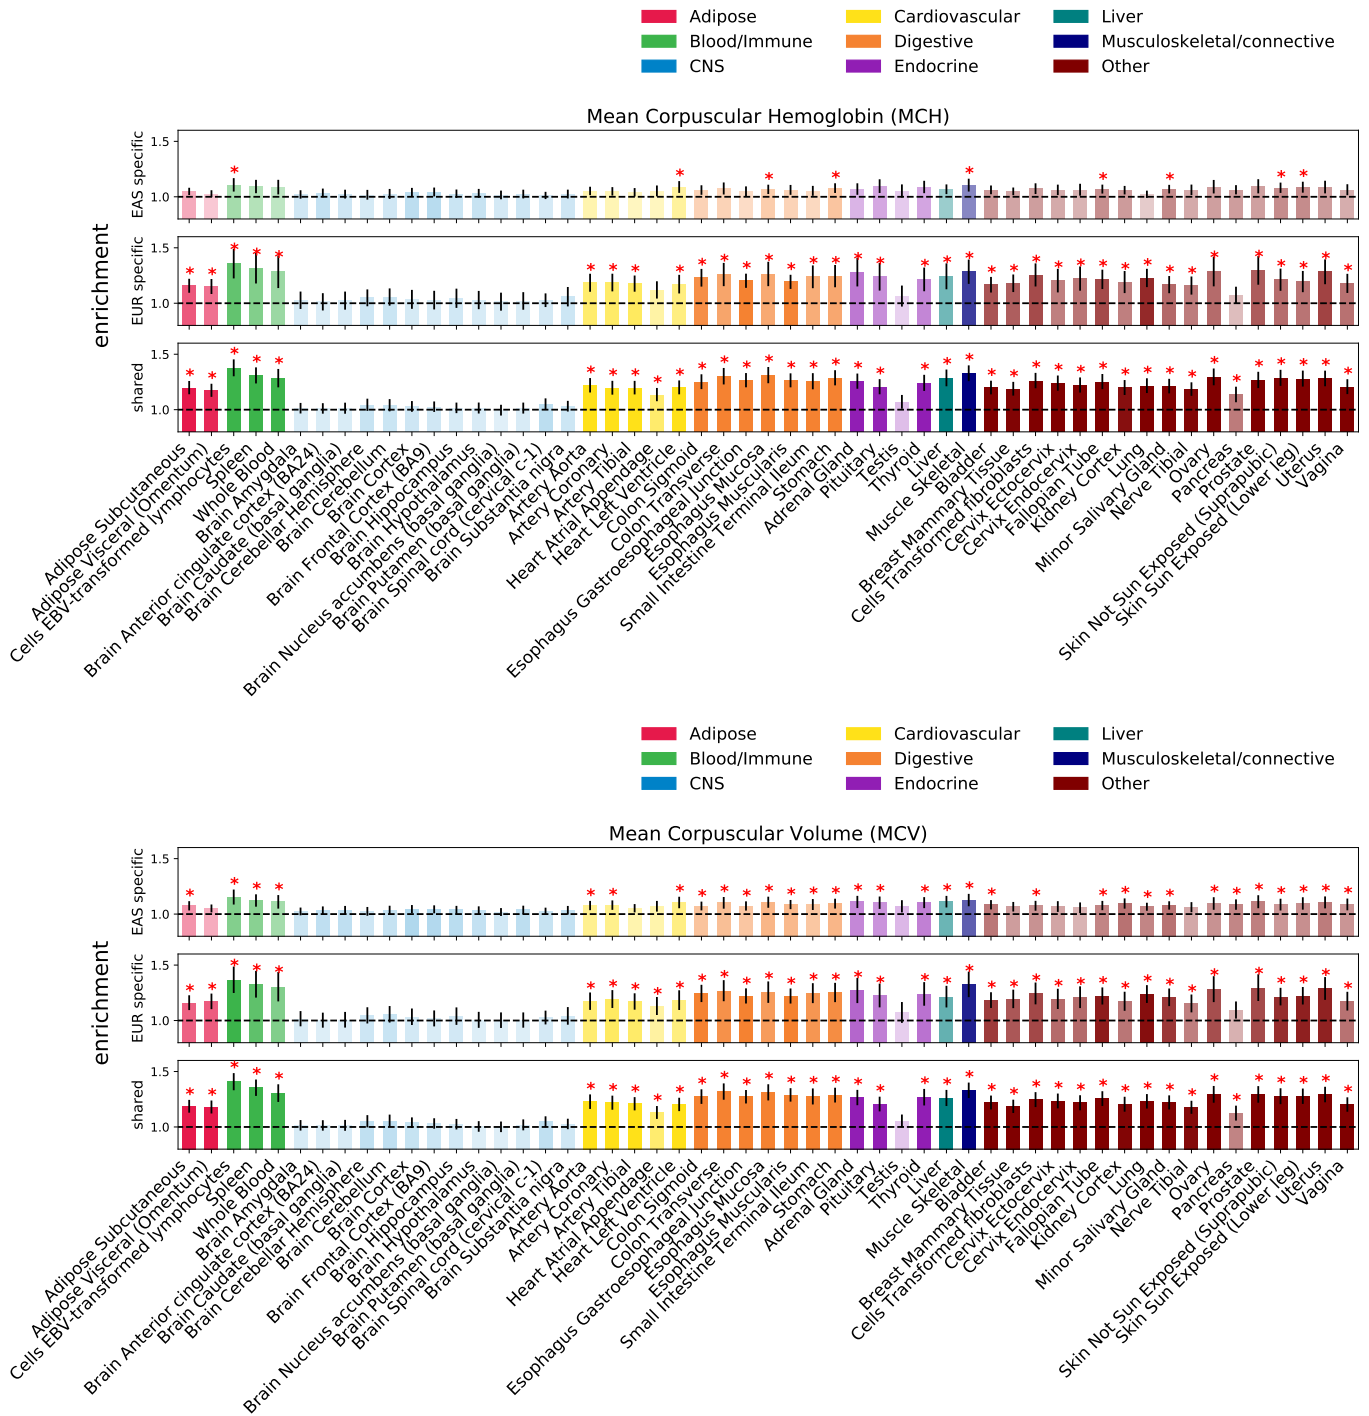 Adipose
Blood/Immune
CNS
Cardiovascular
Digestive
Endocrine
Liver
Musculoskeletal/connective
Other
Mean Corpuscular Hemoglobin (MCH)
enrichment
EAS specific
1.5
1.0
* * * * * * * * *
EUR specific
1.5
1.0
shared
1.5
1.0
Adipose Subcutaneous
Adipose Visceral (Omentum)
Cells EBV-transformed lymphocytes
Spleen
Whole Blood
Brain Amygdala
Brain Anterior cingulate cortex (BA24)
Brain Caudate (basal ganglia)
Brain Cerebellar Hemisphere
Brain Cerebellum
Brain Cortex
Brain Frontal Cortex (BA9)
Brain Hippocampus
Brain Hypothalamus
Brain Nucleus accumbens (basal ganglia)
Brain Putamen (basal ganglia)
Brain Spinal cord (cervical c-1)
Brain Substantia nigra
Artery Aorta
Artery Coronary
Artery Tibial
Heart Atrial Appendage
Heart Left Ventricle
Colon Sigmoid
Colon Transverse
Esophagus Gastroesophageal Junction
Esophagus Mucosa
Esophagus Muscularis
Small Intestine Terminal Ileum
Stomach
Adrenal Gland
Pituitary
Testis
Thyroid
Liver
Muscle Skeletal
Bladder
Breast Mammary Tissue
Cells Transformed fibroblasts
Cervix Ectocervix
Cervix Endocervix
Fallopian Tube
Kidney Cortex
Lung
Minor Salivary Gland
Nerve Tibial
Ovary
Pancreas
Prostate
Skin Not Sun Exposed (Suprapubic)
Skin Sun Exposed (Lower leg)
Uterus
Vagina
Adipose
Blood/Immune
CNS
Cardiovascular
Digestive
Endocrine
Liver
Musculoskeletal/connective
Other
Mean Corpuscular Volume (MCV)
enrichment
EAS specific
1.5
1.0
EUR specific
1.5
1.0
shared
1.5
1.0
Adipose Subcutaneous
Adipose Visceral (Omentum)
Cells EBV-transformed lymphocytes
Spleen
Whole Blood
Brain Amygdala
Brain Anterior cingulate cortex (BA24)
Brain Caudate (basal ganglia)
Brain Cerebellar Hemisphere
Brain Cerebellum
Brain Cortex
Brain Frontal Cortex (BA9)
Brain Hippocampus
Brain Hypothalamus
Brain Nucleus accumbens (basal ganglia)
Brain Putamen (basal ganglia)
Brain Spinal cord (cervical c-1)
Brain Substantia nigra
Artery Aorta
Artery Coronary
Artery Tibial
Heart Atrial Appendage
Heart Left Ventricle
Colon Sigmoid
Colon Transverse
Esophagus Gastroesophageal Junction
Esophagus Mucosa
Esophagus Muscularis
Small Intestine Terminal Ileum
Stomach
Adrenal Gland
Pituitary
Testis
Thyroid
Liver
Muscle Skeletal
Bladder
Breast Mammary Tissue
Cells Transformed fibroblasts
Cervix Ectocervix
Cervix Endocervix
Fallopian Tube
Kidney Cortex
Lung
Minor Salivary Gland
Nerve Tibial
Ovary
Pancreas
Prostate
Skin Not Sun Exposed (Suprapubic)
Skin Sun Exposed (Lower leg)
Uterus
Vagina